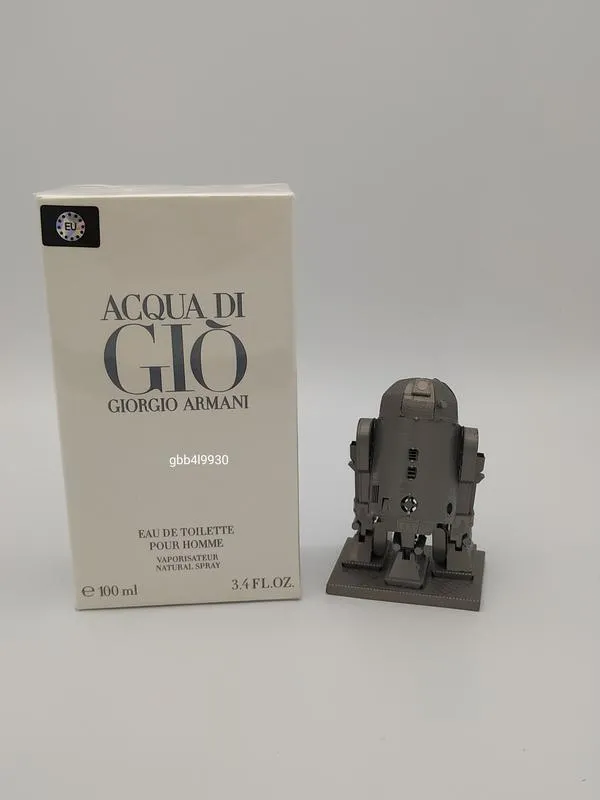 EU
ACQUA DI
GIÒ
GIORGIO ARMANI
gbb4l9930
EAU DE TOILETTE
POUR HOMME
VAPORISATEUR
NATURAL SPRAY
℮ 100 ml 3.4 FL.OZ.